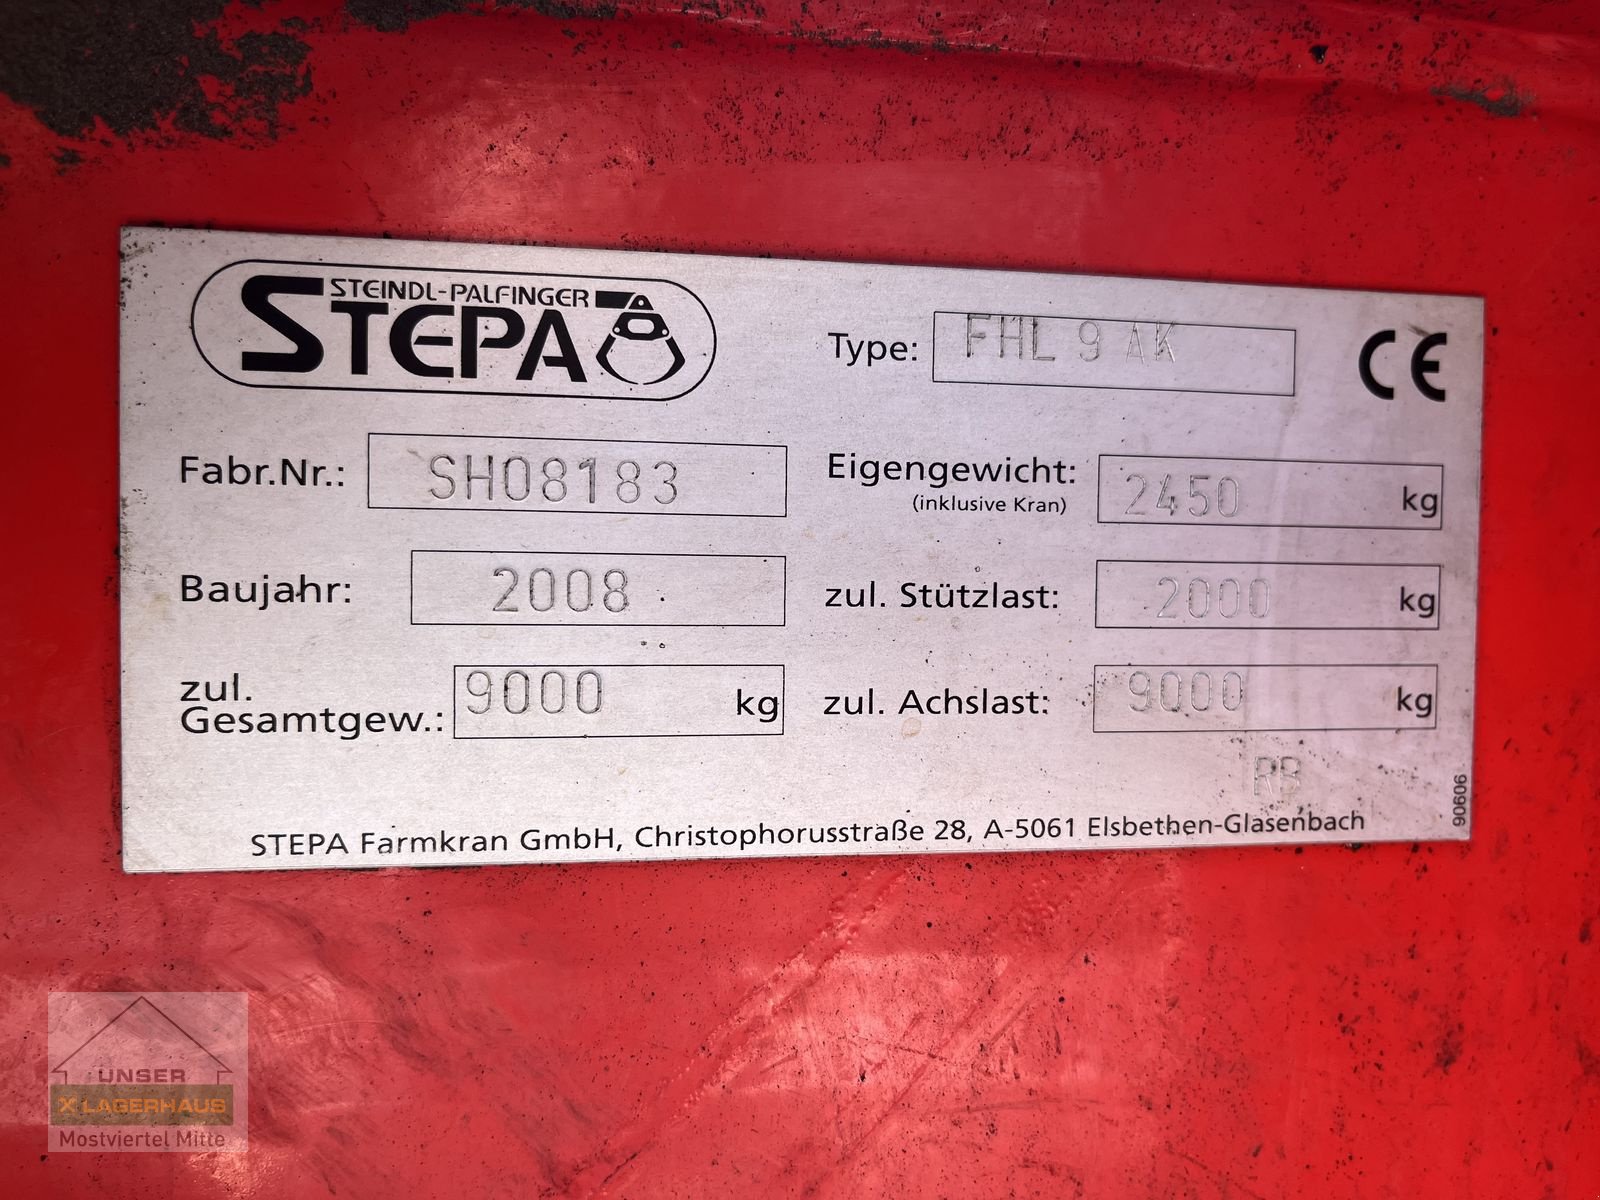 STEINDL-PALFINGER
STEPA
Type: FHL 9 AK
CE
Fabr.Nr.: SH08183
Eigengewicht: 2450 kg
(inklusive Kran)
Baujahr: 2008
zul. Stützlast: 2000 kg
zul.
Gesamtgew.: 9000 kg
zul. Achslast: 9000 kg
RB
90606
STEPA Farmkran GmbH, Christophorusstraße 28, A-5061 Elsbethen-Glasenbach
UNSER
X LAGERHAUS
Mostviertel Mitte